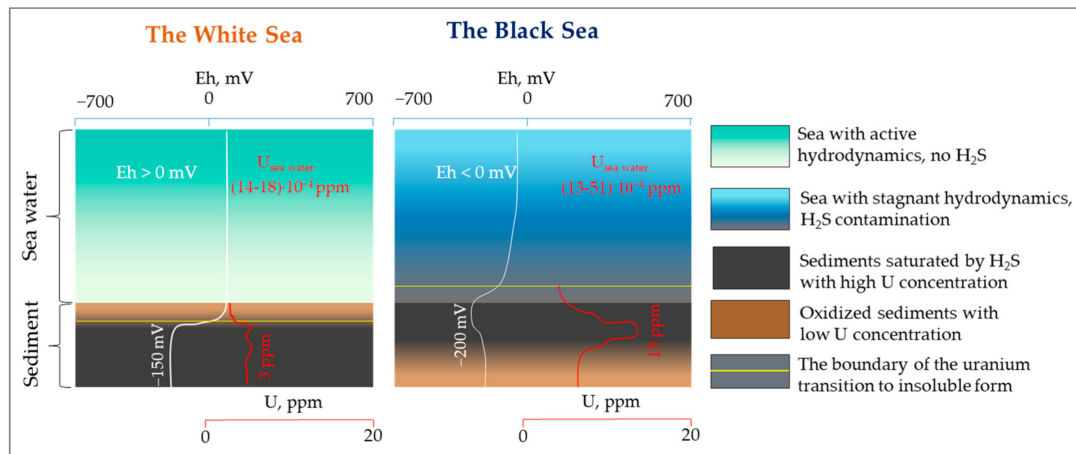 The White Sea
The Black Sea
Eh, mV
−700 0 700
Eh, mV
−700 0 700
Sea water
Sediment
Eh > 0 mV
U sea water
(14-18)·10⁻⁴ ppm
−150 mV
3 ppm
Eh < 0 mV
U sea water
(13-51)·10⁻⁴ ppm
−200 mV
15 ppm
U, ppm
0 20
U, ppm
0 20
Sea with active
hydrodynamics, no H₂S
Sea with stagnant hydrodynamics,
H₂S contamination
Sediments saturated by H₂S
with high U concentration
Oxidized sediments with
low U concentration
The boundary of the uranium
transition to insoluble form